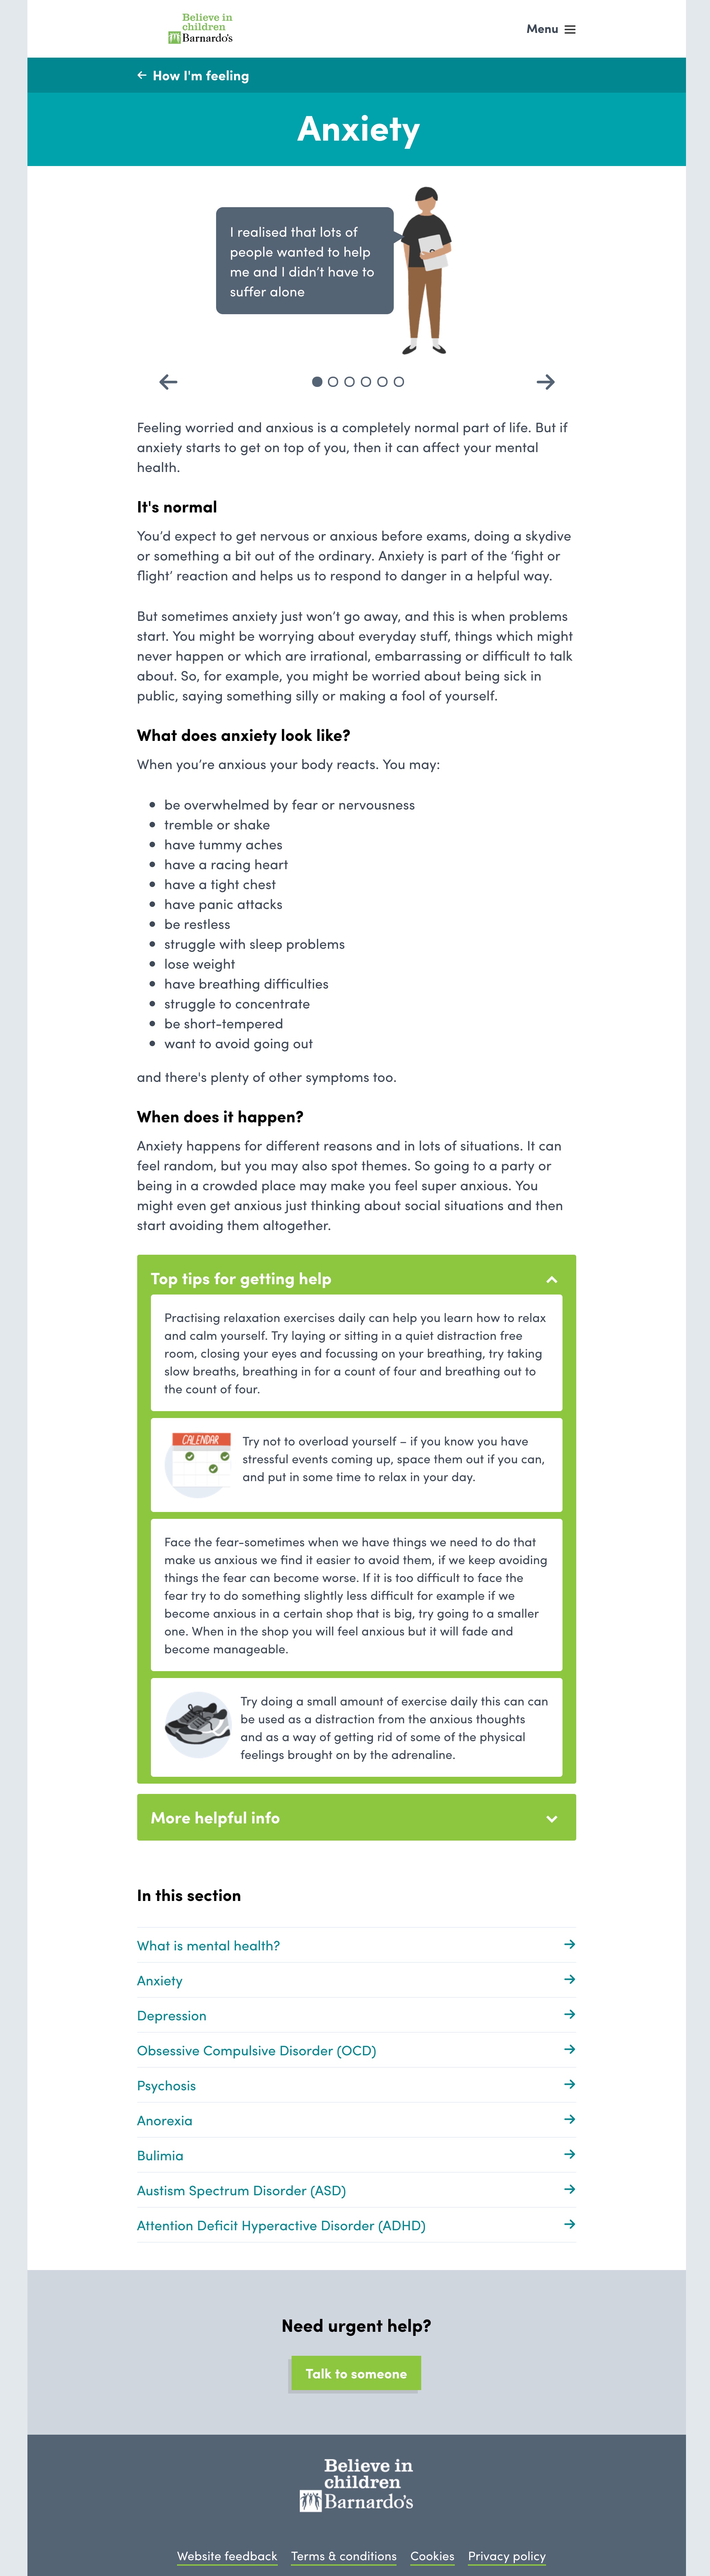 Believe in
children
Barnardo's
Menu
How I'm feeling
Anxiety
I realised that lots of
people wanted to help
me and I didn't have to
suffer alone
Feeling worried and anxious is a completely normal part of life. But if
anxiety starts to get on top of you, then it can affect your mental
health.
It's normal
You'd expect to get nervous or anxious before exams, doing a skydive
or something a bit out of the ordinary. Anxiety is part of the 'fight or
flight' reaction and helps us to respond to danger in a helpful way.
But sometimes anxiety just won't go away, and this is when problems
start. You might be worrying about everyday stuff, things which might
never happen or which are irrational, embarrassing or difficult to talk
about. So, for example, you might be worried about being sick in
public, saying something silly or making a fool of yourself.
What does anxiety look like?
When you're anxious your body reacts. You may:
be overwhelmed by fear or nervousness
tremble or shake
have tummy aches
have a racing heart
have a tight chest
have panic attacks
be restless
struggle with sleep problems
lose weight
have breathing difficulties
struggle to concentrate
be short-tempered
want to avoid going out
and there's plenty of other symptoms too.
When does it happen?
Anxiety happens for different reasons and in lots of situations. It can
feel random, but you may also spot themes. So going to a party or
being in a crowded place may make you feel super anxious. You
might even get anxious just thinking about social situations and then
start avoiding them altogether.
Top tips for getting help
Practising relaxation exercises daily can help you learn how to relax
and calm yourself. Try laying or sitting in a quiet distraction free
room, closing your eyes and focussing on your breathing, try taking
slow breaths, breathing in for a count of four and breathing out to
the count of four.
CALENDAR
Try not to overload yourself – if you know you have
stressful events coming up, space them out if you can,
and put in some time to relax in your day.
Face the fear-sometimes when we have things we need to do that
make us anxious we find it easier to avoid them, if we keep avoiding
things the fear can become worse. If it is too difficult to face the
fear try to do something slightly less difficult for example if we
become anxious in a certain shop that is big, try going to a smaller
one. When in the shop you will feel anxious but it will fade and
become manageable.
Try doing a small amount of exercise daily this can can
be used as a distraction from the anxious thoughts
and as a way of getting rid of some of the physical
feelings brought on by the adrenaline.
More helpful info
In this section
What is mental health?
Anxiety
Depression
Obsessive Compulsive Disorder (OCD)
Psychosis
Anorexia
Bulimia
Austism Spectrum Disorder (ASD)
Attention Deficit Hyperactive Disorder (ADHD)
Need urgent help?
Talk to someone
Believe in
children
Barnardo's
Website feedback Terms & conditions Cookies Privacy policy